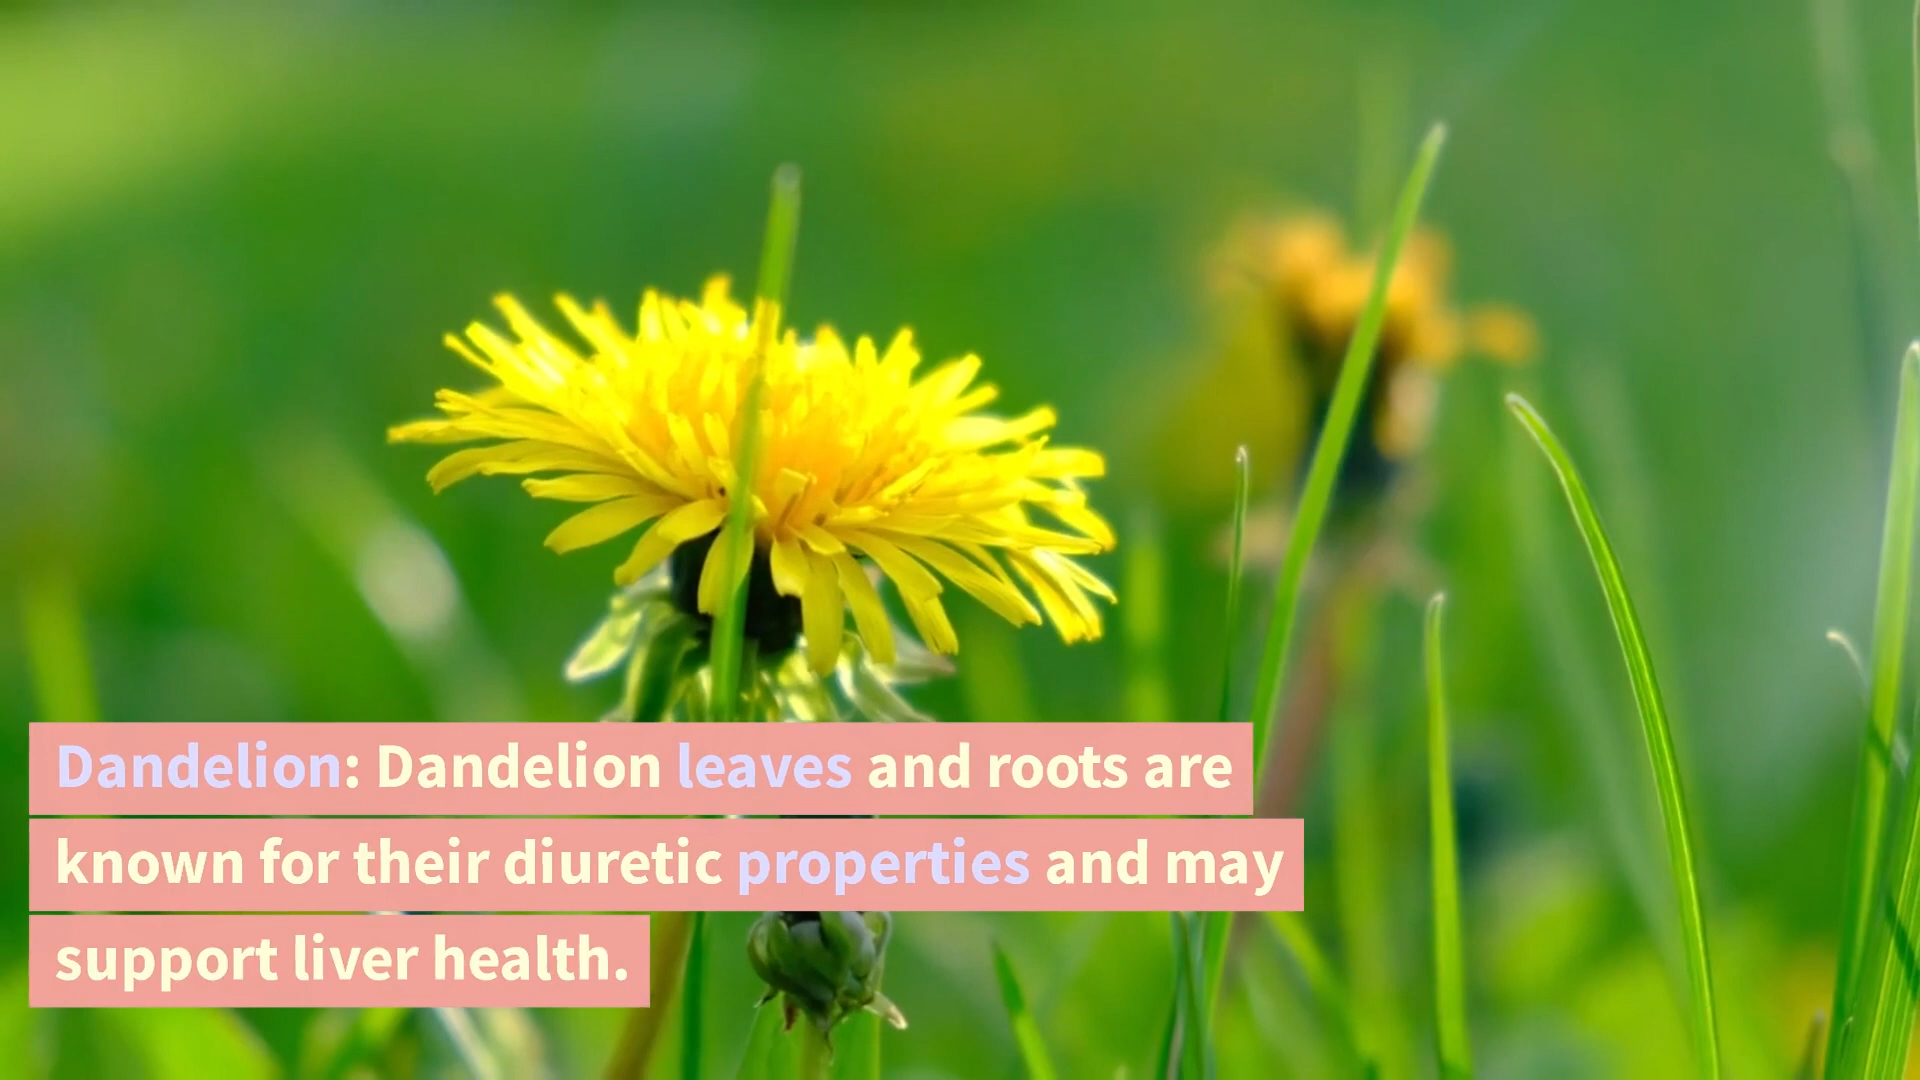 Dandelion: Dandelion leaves and roots are
known for their diuretic properties and may
support liver health.